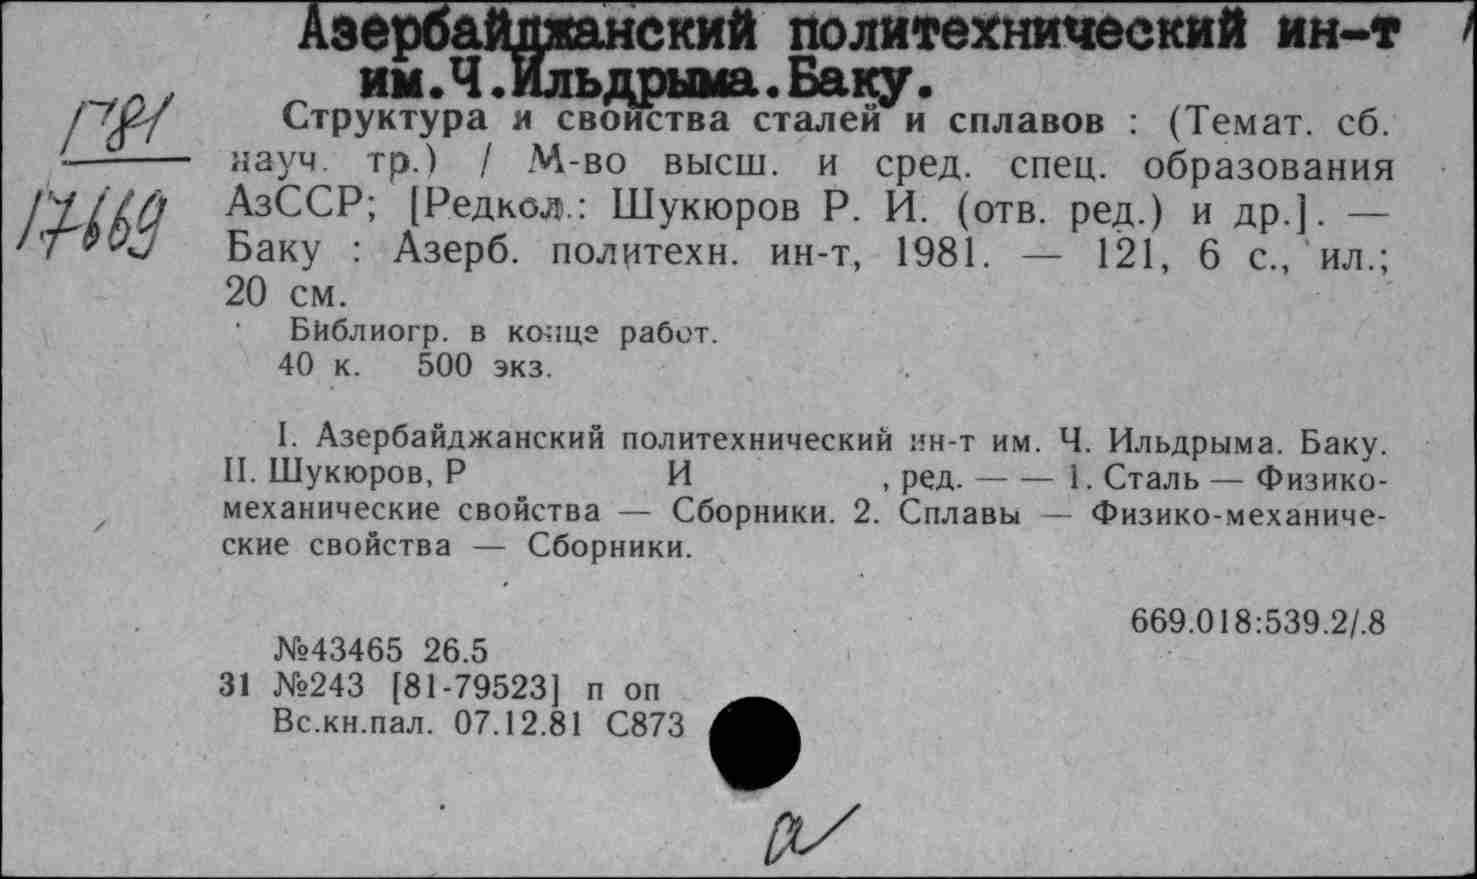 Азербайджанский политехнический ин-т
им.Ч.Ильдрыма.Баку.
Структура и свойства сталей и сплавов : (Темат. сб.
науч. тр.) / М-во высш. и сред. спец. образования
АзССР; [Редкол.: Шукюров Р. И. (отв. ред.) и др.]. —
Баку : Азерб. политехн. ин-т, 1981. — 121, 6 с., ил.;
20 см.
Библиогр. в конце работ.
40 к. 500 экз.
I. Азербайджанский политехнический ин-т им. Ч. Ильдрыма. Баку.
II. Шукюров, Р И , ред. — — 1. Сталь — Физико-
механические свойства — Сборники. 2. Сплавы — Физико-механиче-
ские свойства — Сборники.
669.018:539.2/.8
№43465 26.5
31 №243 [81-79523] п оп
Вс.кн.пал. 07.12.81 С873
Г81
17669